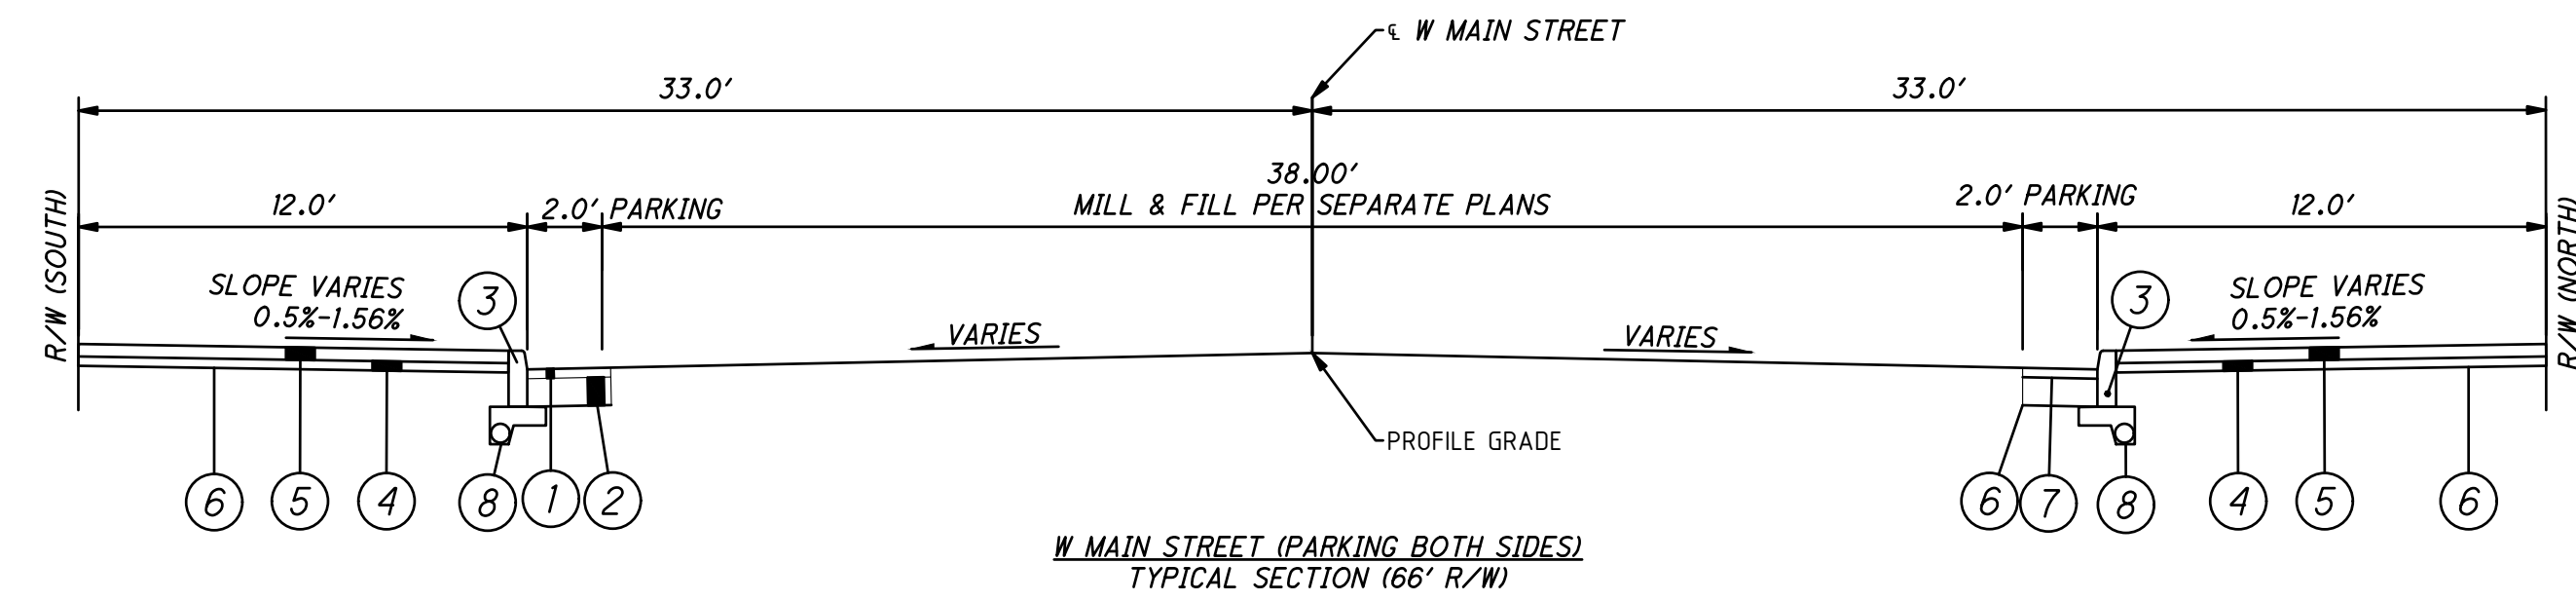 ℄ W MAIN STREET
33.0'
33.0'
38.00'
MILL & FILL PER SEPARATE PLANS
12.0'
2.0' PARKING
2.0' PARKING
12.0'
R/W (SOUTH)
R/W (NORTH)
SLOPE VARIES
0.5%-1.56%
3
VARIES
VARIES
3
SLOPE VARIES
0.5%-1.56%
PROFILE GRADE
6
5
4
8
1
2
6
7
8
4
5
6
W MAIN STREET (PARKING BOTH SIDES)
TYPICAL SECTION (66' R/W)